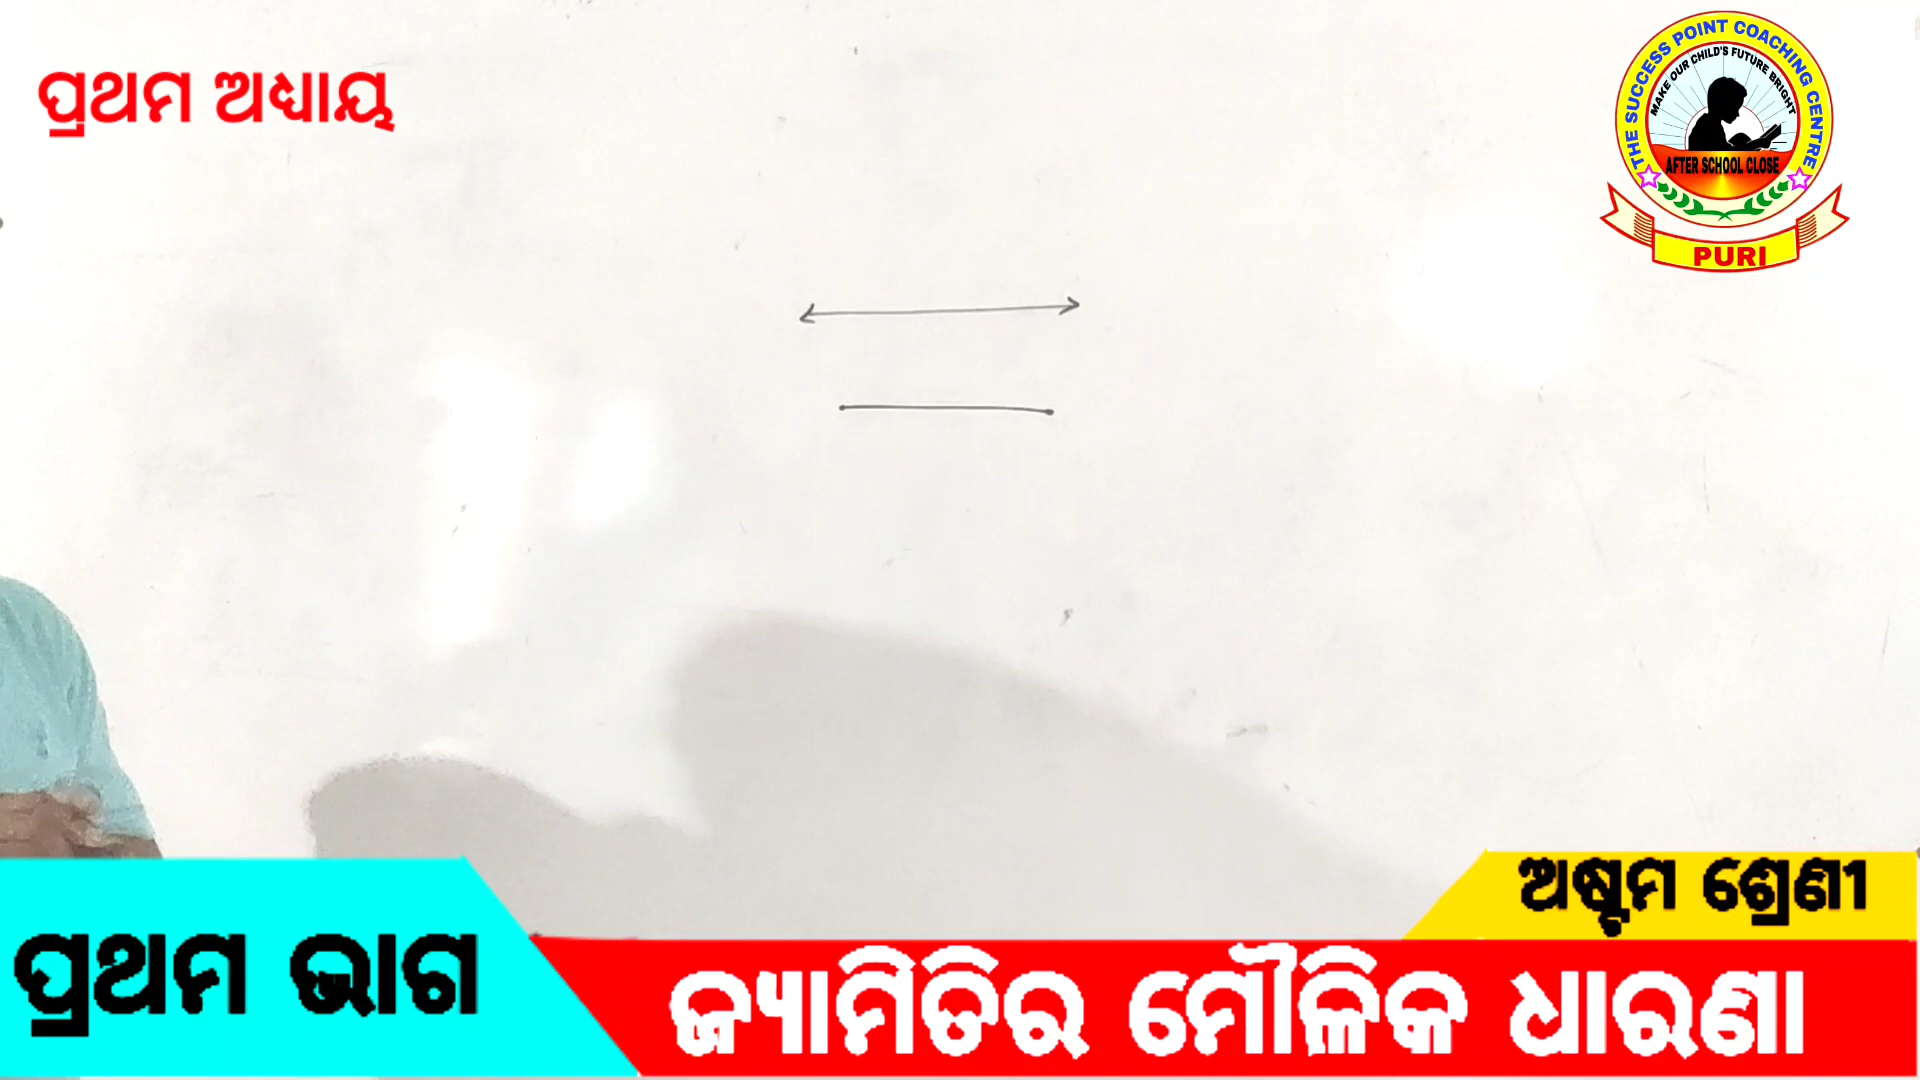 ପ୍ରଥମ ଅଧ୍ୟାୟ
THE SUCCESS POINT COACHING CENTRE
MAKE OUR CHILD'S FUTURE BRIGHT
AFTER SCHOOL CLOSE
PURI
ଅଷ୍ଟମ ଶ୍ରେଣୀ
ପ୍ରଥମ ଭାଗ
ଜ୍ୟାମିତିର ମୌଳିକ ଧାରଣା